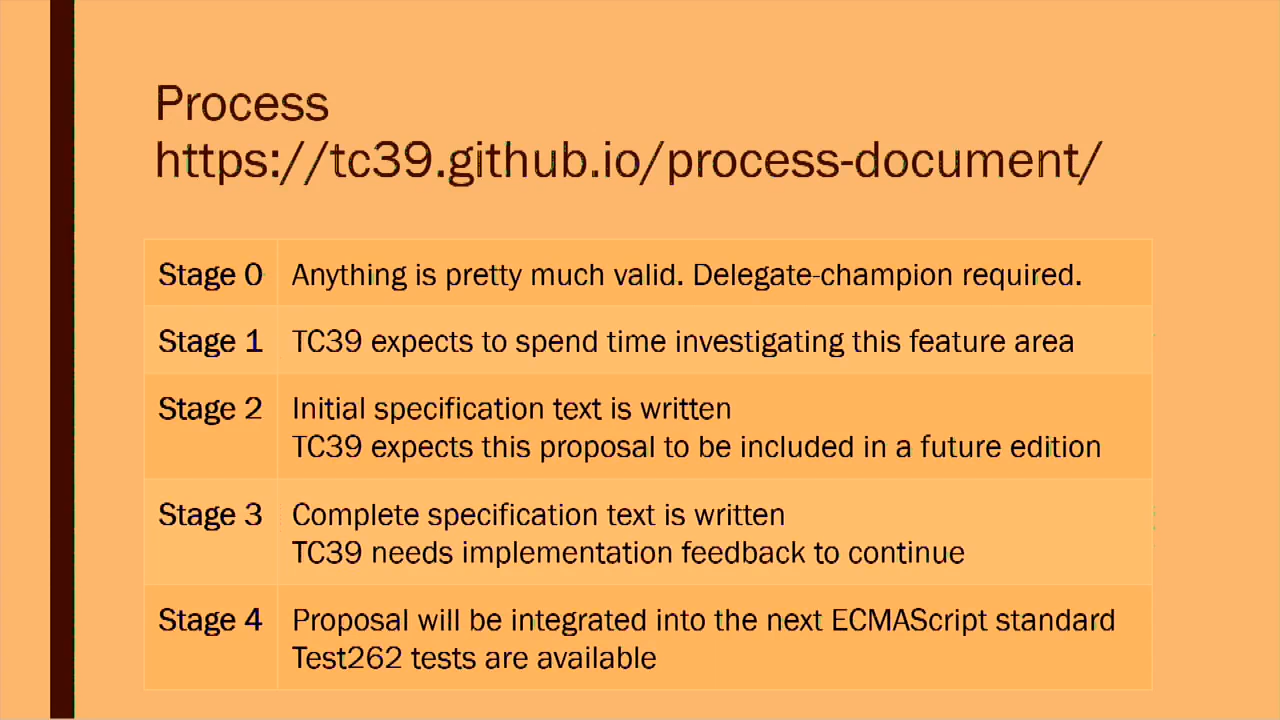 Process
https://tc39.github.io/process-document/
Stage 0 Anything is pretty much valid. Delegate-champion required.
Stage 1 TC39 expects to spend time investigating this feature area
Stage 2 Initial specification text is written
TC39 expects this proposal to be included in a future edition
Stage 3 Complete specification text is written
TC39 needs implementation feedback to continue
Stage 4 Proposal will be integrated into the next ECMAScript standard
Test262 tests are available